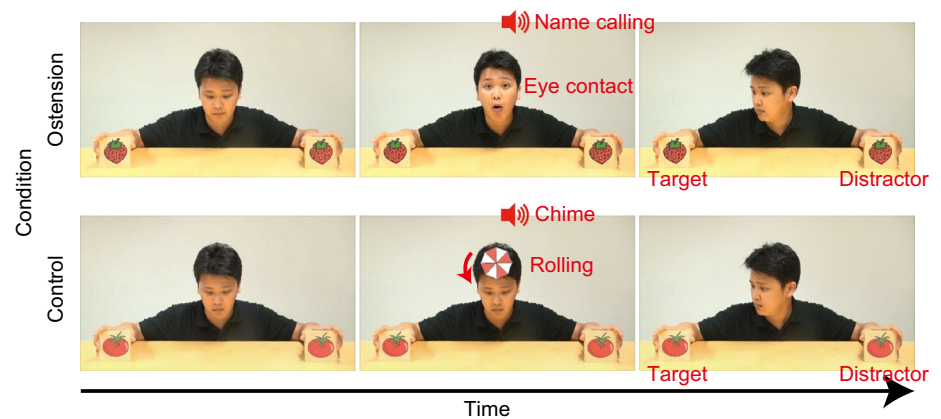 Name calling
Ostension
Eye contact
Target
Distractor
Condition
Chime
Control
Rolling
Target
Distractor
Time